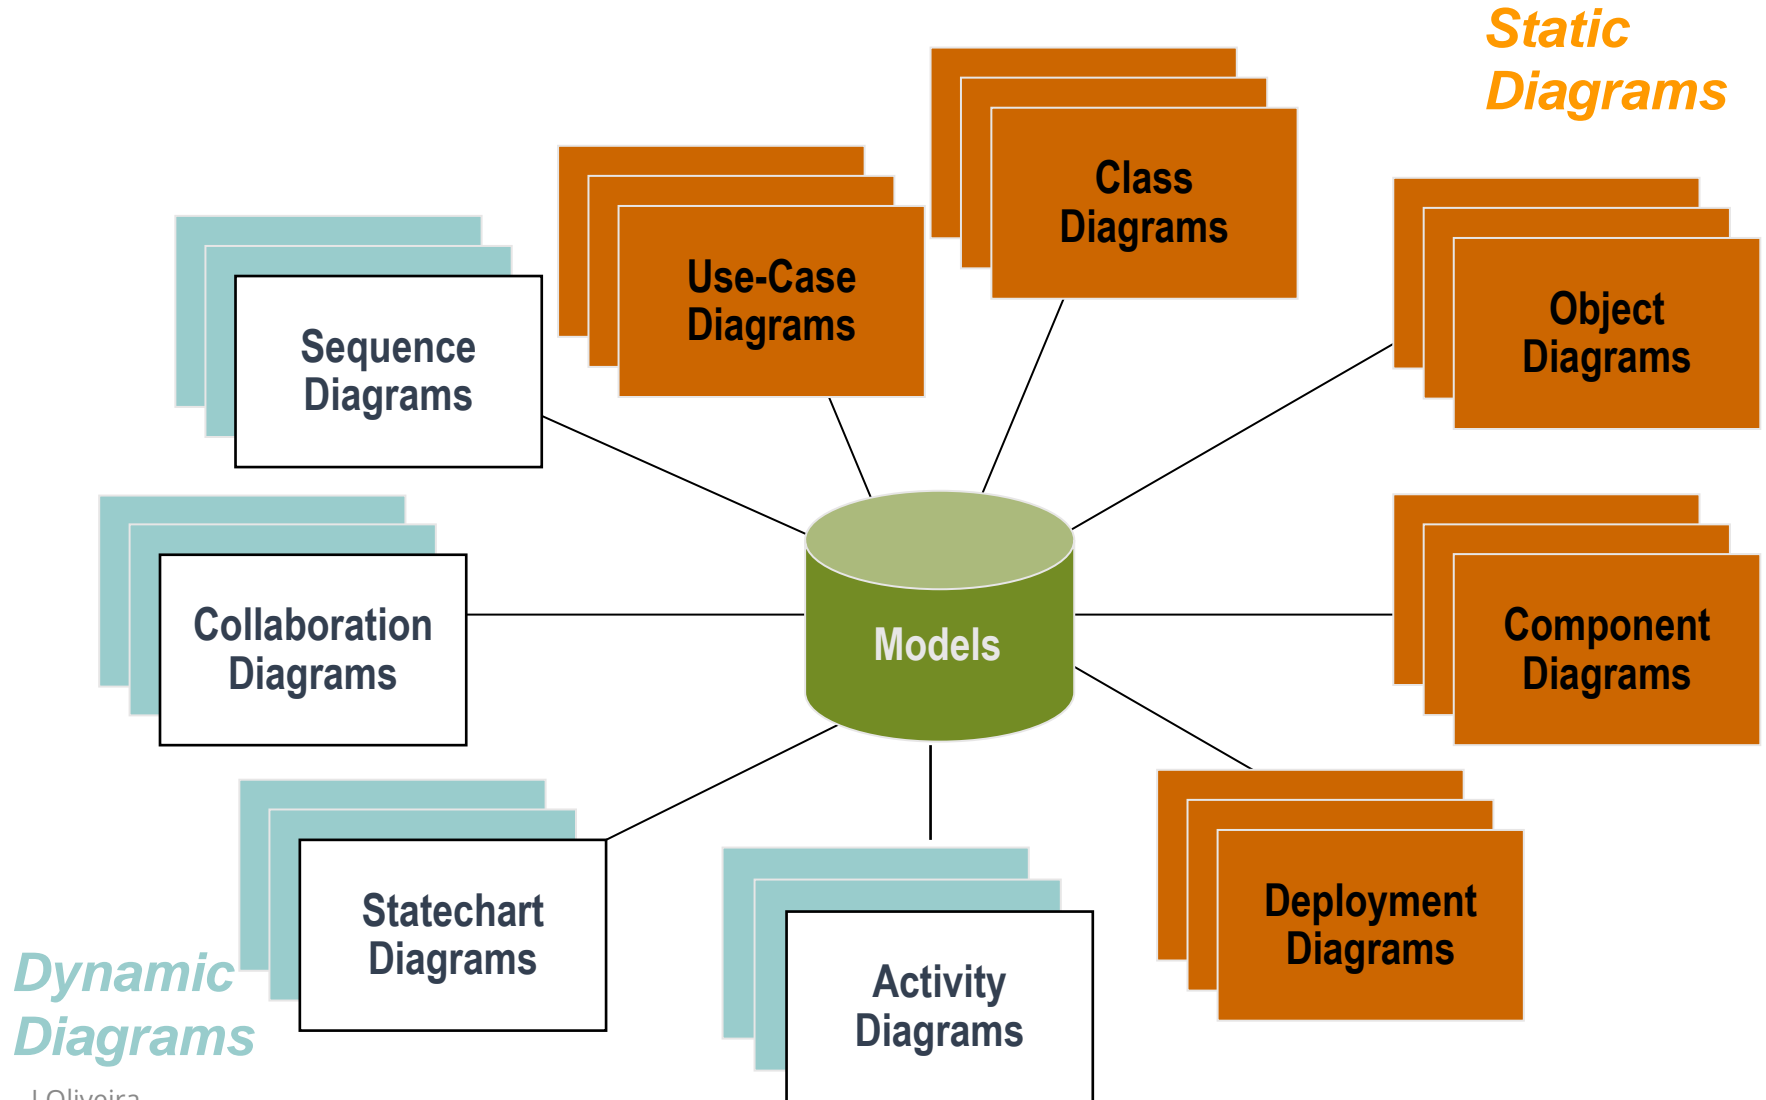 Static
Diagrams
Class
Diagrams
Use-Case
Diagrams
Object
Diagrams
Sequence
Diagrams
Collaboration
Diagrams
Models
Component
Diagrams
Statechart
Diagrams
Deployment
Diagrams
Activity
Diagrams
Dynamic
Diagrams
Oliveira